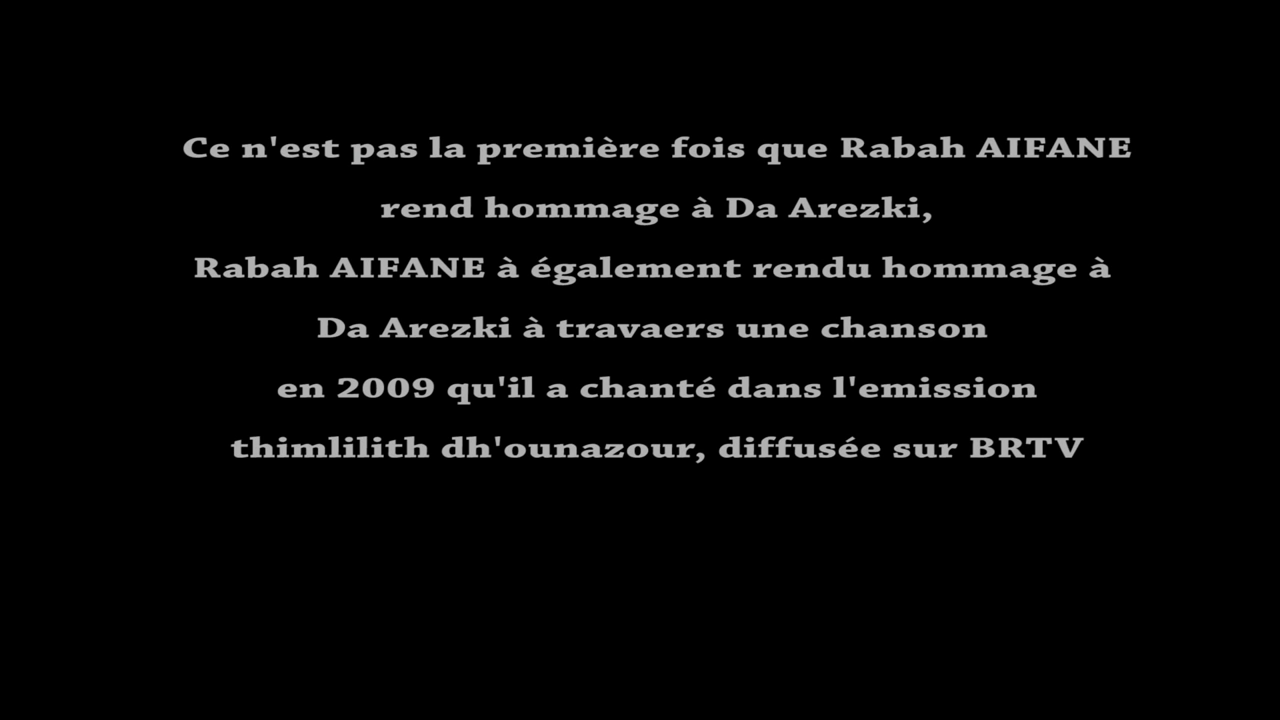 Ce n'est pas la première fois que Rabah AIFANE
rend hommage à Da Arezki,
Rabah AIFANE à également rendu hommage à
Da Arezki à travaers une chanson
en 2009 qu'il a chanté dans l'emission
thimlilith dh'ounazour, diffusée sur BRTV